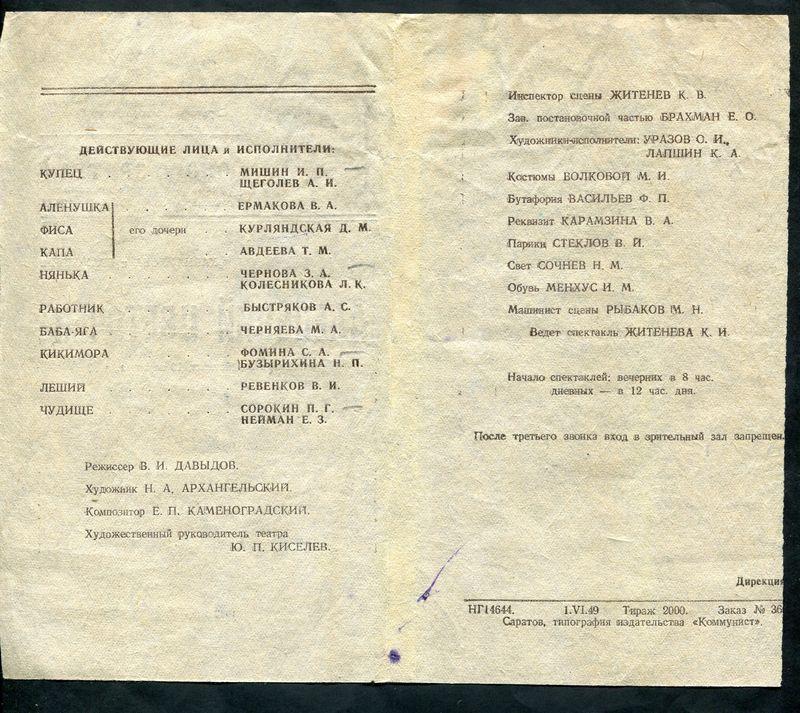 ДЕЙСТВУЮЩИЕ ЛИЦА и ИСПОЛНИТЕЛИ:
КУПЕЦ . . . . . . . МИШИН И. П.
ЩЕГОЛЕВ А. И.
АЛЕНУШКА . . . . . ЕРМАКОВА В. А.
ФИСА его дочери . КУРЛЯНДСКАЯ Д. М.
КАПА . . . . . АВДЕЕВА Т. М.
НЯНЬКА . . . . . . . ЧЕРНОВА З. А.
КОЛЕСНИКОВА Л. К.
РАБОТНИК . . . . . . БЫСТРЯКОВ А. С.
БАБА-ЯГА . . . . . . ЧЕРНЯЕВА М. А.
КИКИМОРА . . . . . . ФОМИНА С. А.
БУЗЫРИХИНА Н. П.
ЛЕШИЙ . . . . . . . РЕВЕНКОВ В. И.
ЧУДИЩЕ . . . . . . . СОРОКИН П. Г.
НЕЙМАН Е. З.
Режиссер В. И. ДАВЫДОВ.
Художник Н. А, АРХАНГЕЛЬСКИЙ.
Композитор Е. П. КАМЕНОГРАДСКИЙ.
Художественный руководитель театра
Ю. П. КИСЕЛЕВ.
Инспектор сцены ЖИТЕНЕВ К. В.
Зав. постановочной частью БРАХМАН Е. О.
Художники-исполнители: УРАЗОВ С. И.,
ЛАПШИН К. А.
Костюмы ВОЛКОВОЙ М. И.
Бутафория ВАСИЛЬЕВ Ф. П.
Реквизит КАРАМЗИНА В. А.
Парики СТЕКЛОВ В. И.
Свет СОЧНЕВ Н. М.
Обувь МЕНХУС И. М.
Машинист сцены РЫБАКОВ М. Н.
Ведет спектакль ЖИТЕНЕВА К. И
Начало спектаклей: вечерних в 8 час.
дневных — в 12 час. дня.
После третьего звонка вход в зрительный зал запрещен.
Дирекция
НГ14644. 1.VI.49 Тираж 2000. Заказ № 36
Саратов, типография издательства «Коммунист».